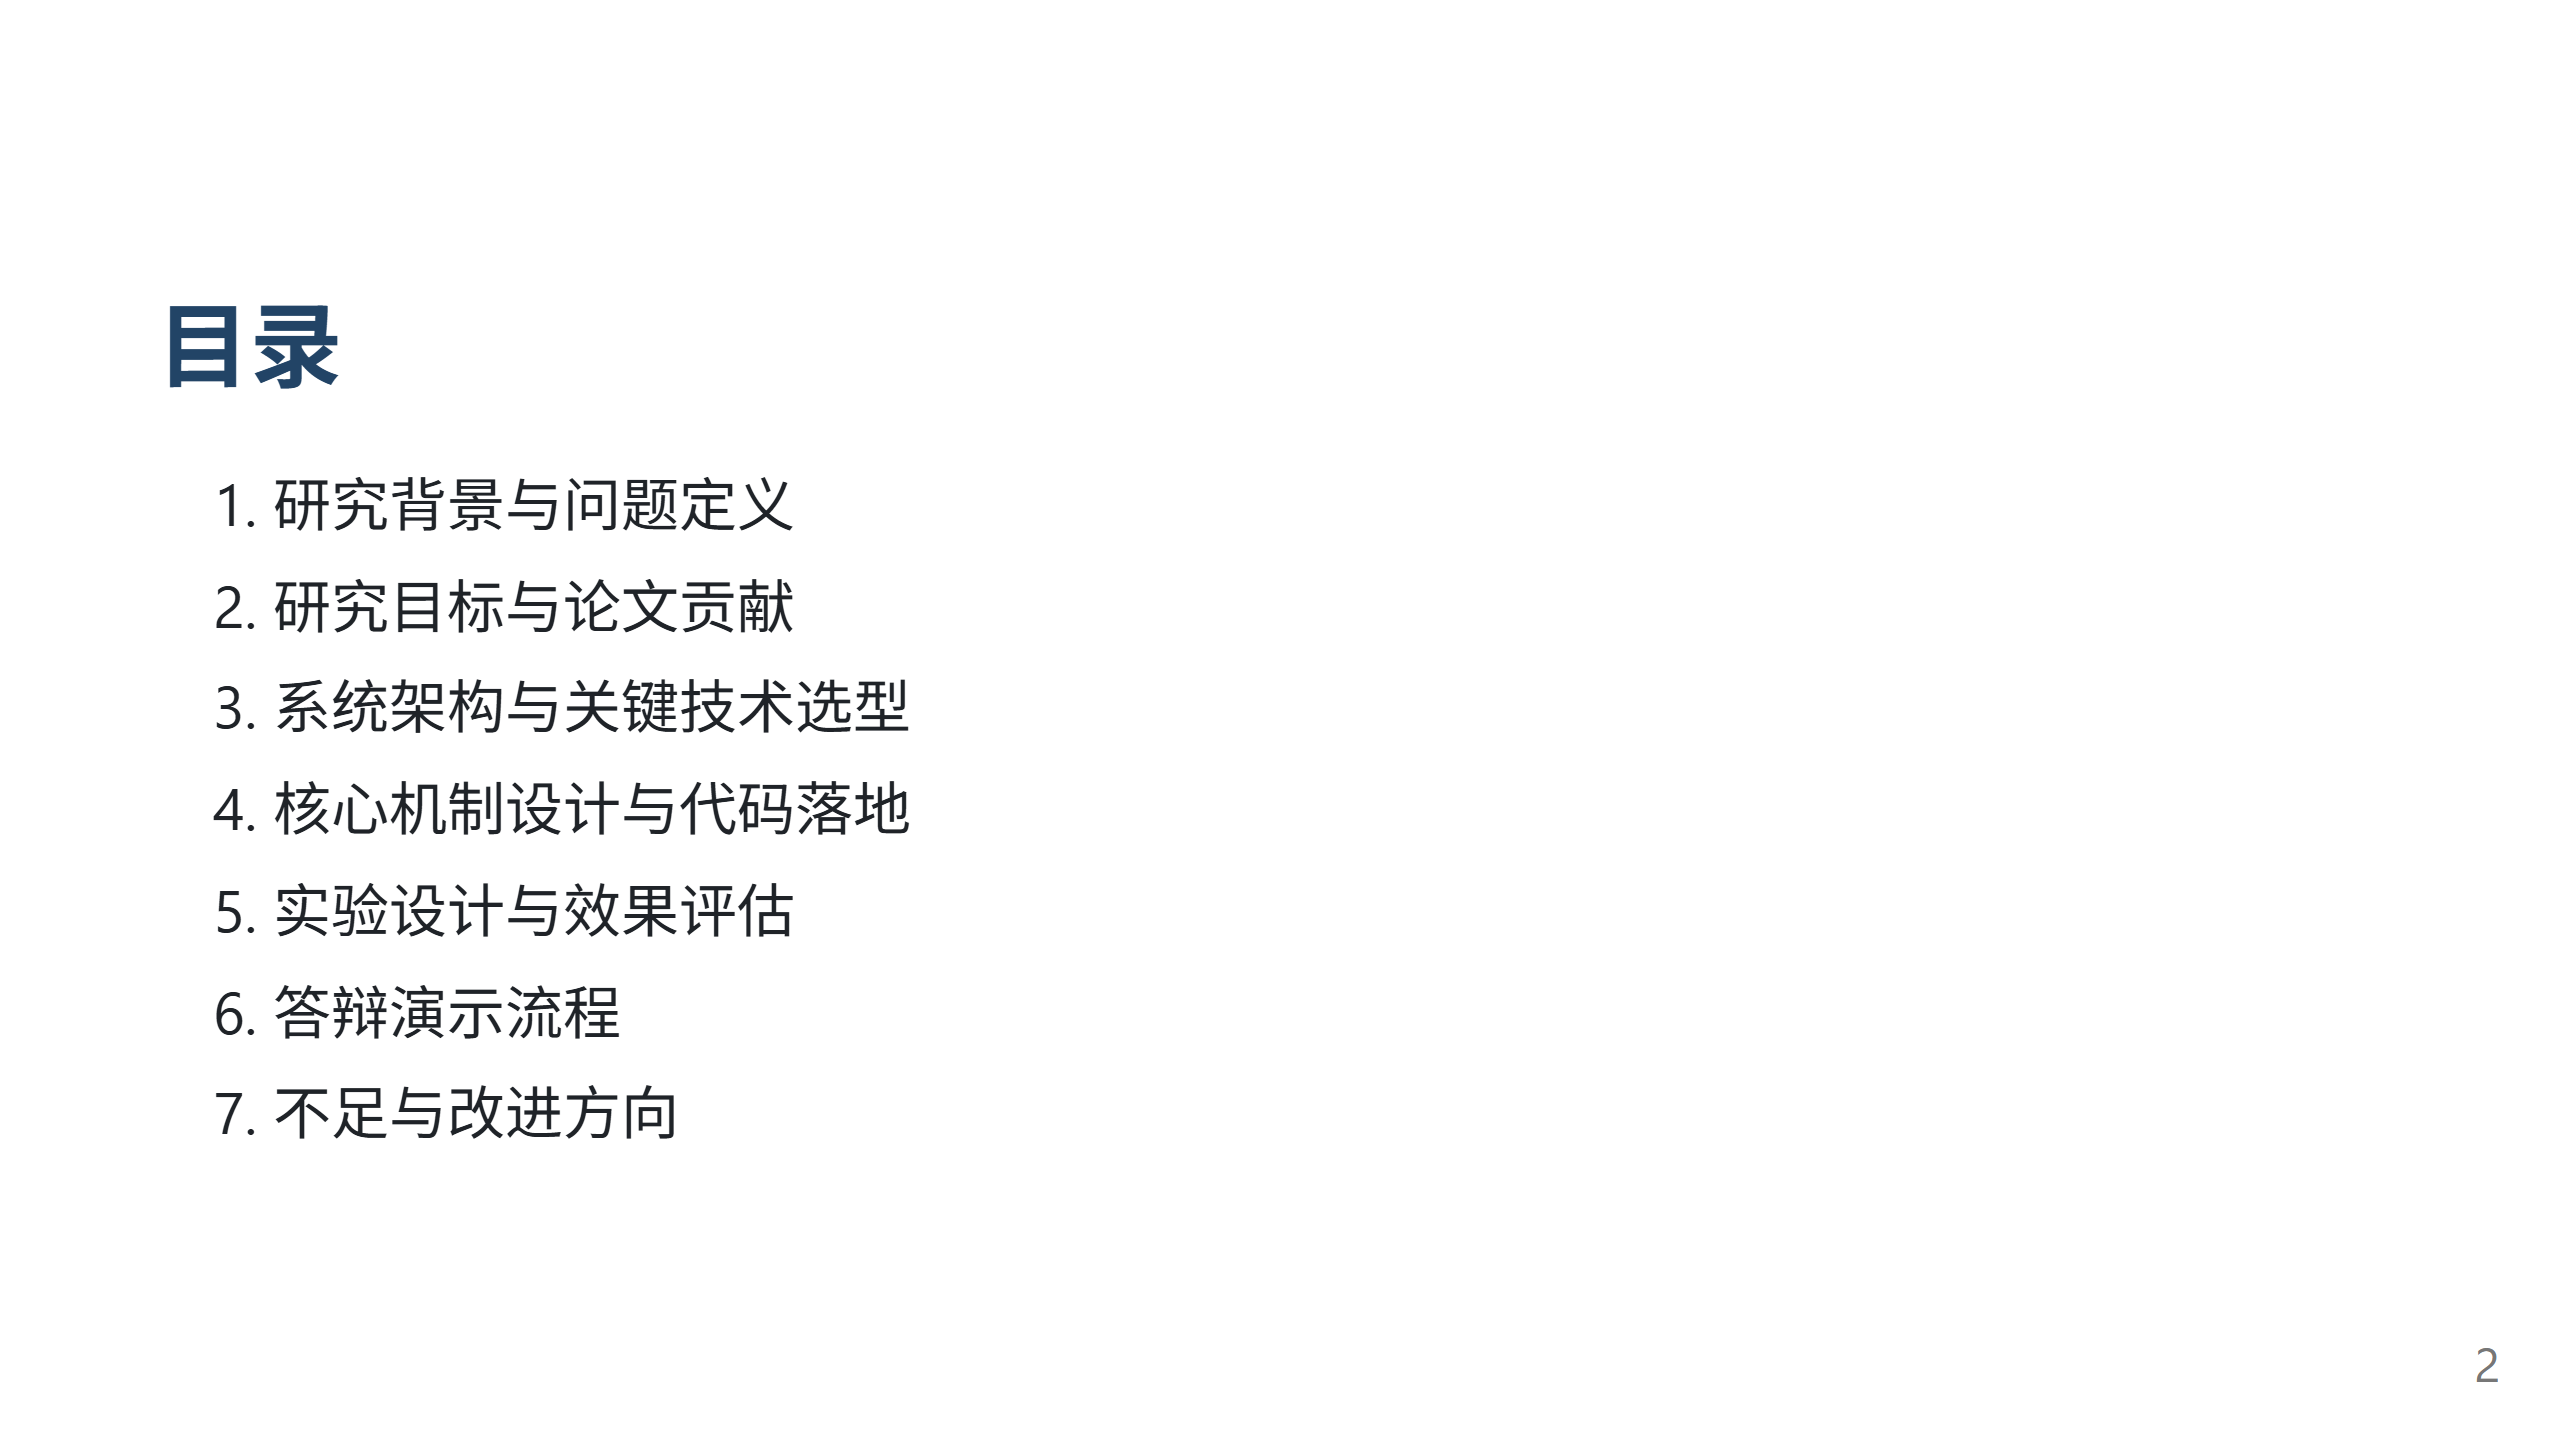 目录
1. 研究背景与问题定义
2. 研究目标与论文贡献
3. 系统架构与关键技术选型
4. 核心机制设计与代码落地
5. 实验设计与效果评估
6. 答辩演示流程
7. 不足与改进方向
2